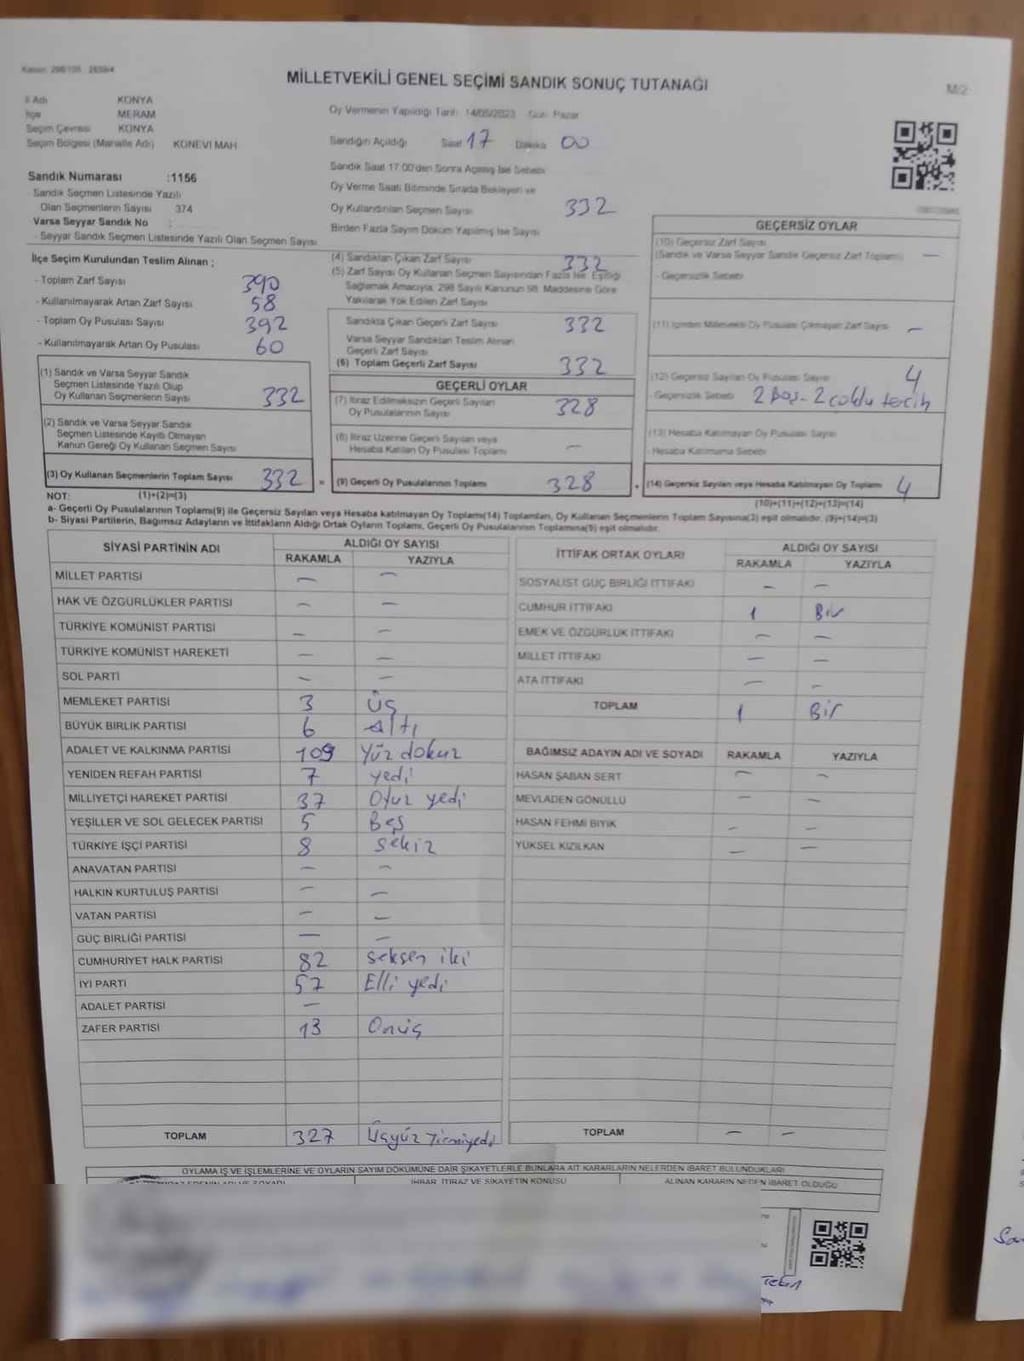 Kanun: 298/105 2839/4
MİLLETVEKİLİ GENEL SEÇİMİ SANDIK SONUÇ TUTANAĞI
M/2
İl Adı KONYA
İlçe MERAM
Seçim Çevresi KONYA
Seçim Bölgesi (Mahalle Adı) KONEVİ MAH
Sandık Numarası :1156
Sandık Seçmen Listesinde Yazılı
Olan Seçmenlerin Sayısı 374
Varsa Seyyar Sandık No :
- Seyyar Sandık Seçmen Listesinde Yazılı Olan Seçmen Sayısı
Oy Vermenin Yapıldığı Tarih : 14/05/2023 Gün: Pazar
Sandığın Açıldığı Saat 17 Dakika 00
Sandık Saat 17:00'den Sonra Açılmış İse Sebebi
Oy Verme Saati Bitiminde Sırada Bekleyen ve
Oy Kullandırılan Seçmen Sayısı 332
Birden Fazla Sayım Döküm Yapılmış İse Sayısı
İlçe Seçim Kurulundan Teslim Alınan ;
- Toplam Zarf Sayısı 390
- Kullanılmayarak Artan Zarf Sayısı 58
- Toplam Oy Pusulası Sayısı 392
- Kullanılmayarak Artan Oy Pusulası 60
(4) Sandıktan Çıkan Zarf Sayısı 332
(5) Zarf Sayısı Oy Kullanan Seçmen Sayısından Fazla İse, Eşitliği
Sağlamak Amacıyla, 298 Sayılı Kanunun 98. Maddesine Göre
Yakılarak Yok Edilen Zarf Sayısı
Sandıkta Çıkan Geçerli Zarf Sayısı 332
Varsa Seyyar Sandıktan Teslim Alınan
Geçerli Zarf Sayısı
(6) Toplam Geçerli Zarf Sayısı 332
GEÇERSİZ OYLAR
(10) Geçersiz Zarf Sayısı
(Sandık ve Varsa Seyyar Sandık Geçersiz Zarf Toplamı) —
- Geçersizlik Sebebi
(11) İçinden Milletvekili Oy Pusulası Çıkmayan Zarf Sayısı —
(12) Geçersiz Sayılan Oy Pusulası Sayısı 4
- Geçersizlik Sebebi 2 boş - 2 çoklu tercih
(13) Hesaba Katılmayan Oy Pusulası Sayısı
- Hesaba Katılmama Sebebi
(14) Geçersiz Sayılan veya Hesaba Katılmayan Oy Toplamı 4
(10)+(11)+(12)+(13)=(14)
(1) Sandık ve Varsa Seyyar Sandık
Seçmen Listesinde Yazılı Olup
Oy Kullanan Seçmenlerin Sayısı 332
(2) Sandık ve Varsa Seyyar Sandık
Seçmen Listesinde Kayıtlı Olmayan
Kanun Gereği Oy Kullanan Seçmen Sayısı
(3) Oy Kullanan Seçmenlerin Toplam Sayısı 332
=
GEÇERLİ OYLAR
(7) İtiraz Edilmeksizin Geçerli Sayılan
Oy Pusulalarının Sayısı 328
(8) İtiraz Üzerine Geçerli Sayılan veya
Hesaba Katılan Oy Pusulası Toplamı —
(9) Geçerli Oy Pusulalarının Toplamı 328
+
NOT: (1)+(2)=(3)
a- Geçerli Oy Pusulalarının Toplamı(9) ile Geçersiz Sayılan veya Hesaba Katılmayan Oy Toplamı(14) Toplamları, Oy Kullanan Seçmenlerin Toplam Sayısına(3) eşit olmalıdır. (9)+(14)=(3)
b- Siyasi Partilerin, Bağımsız Adayların ve İttifakların Aldığı Ortak Oyların Toplamı, Geçerli Oy Pusulalarının Toplamına(9) eşit olmalıdır.
SİYASİ PARTİNİN ADI ALDIĞI OY SAYISI
RAKAMLA YAZIYLA
MİLLET PARTİSİ — —
HAK VE ÖZGÜRLÜKLER PARTİSİ — —
TÜRKİYE KOMÜNİST PARTİSİ — —
TÜRKİYE KOMÜNİST HAREKETİ — —
SOL PARTİ — —
MEMLEKET PARTİSİ 3 Üç
BÜYÜK BİRLİK PARTİSİ 6 altı
ADALET VE KALKINMA PARTİSİ 109 Yüz dokuz
YENİDEN REFAH PARTİSİ 7 yedi
MİLLİYETÇİ HAREKET PARTİSİ 37 Otuz yedi
YEŞİLLER VE SOL GELECEK PARTİSİ 5 Beş
TÜRKİYE İŞÇİ PARTİSİ 8 sekiz
ANAVATAN PARTİSİ — —
HALKIN KURTULUŞ PARTİSİ — —
VATAN PARTİSİ — —
GÜÇ BİRLİĞİ PARTİSİ — —
CUMHURİYET HALK PARTİSİ 82 seksen iki
İYİ PARTİ 57 Elli yedi
ADALET PARTİSİ —
ZAFER PARTİSİ 13 Onüç
TOPLAM 327 Üçyüz Yirmiyedi
İTTİFAK ORTAK OYLARI ALDIĞI OY SAYISI
RAKAMLA YAZIYLA
SOSYALİST GÜÇ BİRLİĞİ İTTİFAKI — —
CUMHUR İTTİFAKI 1 Bir
EMEK VE ÖZGÜRLÜK İTTİFAKI — —
MİLLET İTTİFAKI — —
ATA İTTİFAKI — —
TOPLAM 1 Bir
BAĞIMSIZ ADAYIN ADI VE SOYADI RAKAMLA YAZIYLA
HASAN ŞABAN SERT — —
MEVLADEN GÖNÜLLÜ — —
HASAN FEHMİ BIYIK — —
YÜKSEL KIZILKAN — —
TOPLAM — —
OYLAMA İŞ VE İŞLEMLERİNE VE OYLARIN SAYIM DÖKÜMÜNE DAİR ŞİKAYETLERLE BUNLARA AİT KARARLARIN NELERDEN İBARET BULUNDUKLARI
İHBAR, İTİRAZ VE ŞİKAYETİN KONUSU ALINAN KARARIN NEDEN İBARET OLDUĞU